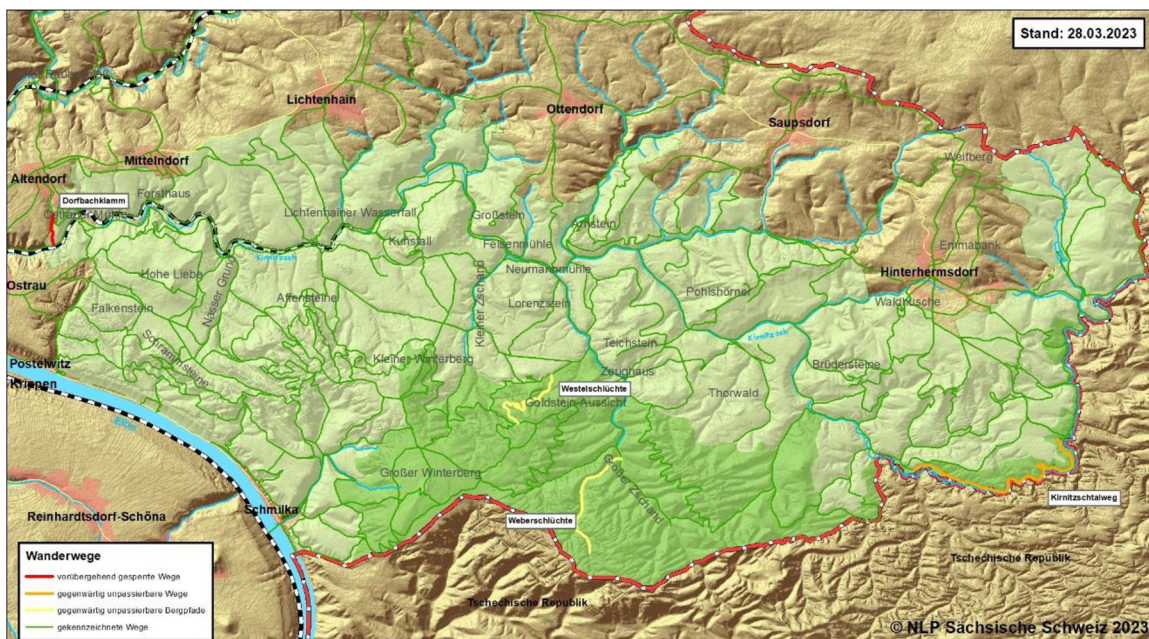 Stand: 28.03.2023
Lichtenhain
Ottendorf
Saupsdorf
Mittelndorf
Weifberg
Altendorf
Forsthaus
Dorfbachklamm
Lichtenhainer Wasserfall
Großstein
Arnstein
Kuhstall
Felsenmühle
Emmabank
Kirnitzsch
Neumannmühle
Hinterhermsdorf
Hohe Liebe
Nasser Grund
Ostrau
Affensteine
Kleiner Zschand
Lorenzstein
Pohlshörner
Waldhusche
Falkenstein
Kirnitzsch
Schrammsteine
Teichstein
Postelwitz
Kleiner Winterberg
Zeughaus
Brüdersteine
Krippen
Westelschlüchte
Thorwald
Goldstein-Aussicht
Elbe
Großer Winterberg
Großer Zschand
Kirnitzschtalweg
Schmilka
Reinhardtsdorf-Schöna
Weberschlüchte
Wanderwege
Tschechische Republik
vorübergehend gesperrte Wege
gegenwärtig unpassierbare Wege
Tschechische Republik
gegenwärtig unpassierbare Bergpfade
gekennzeichnete Wege
© NLP Sächsische Schweiz 2023